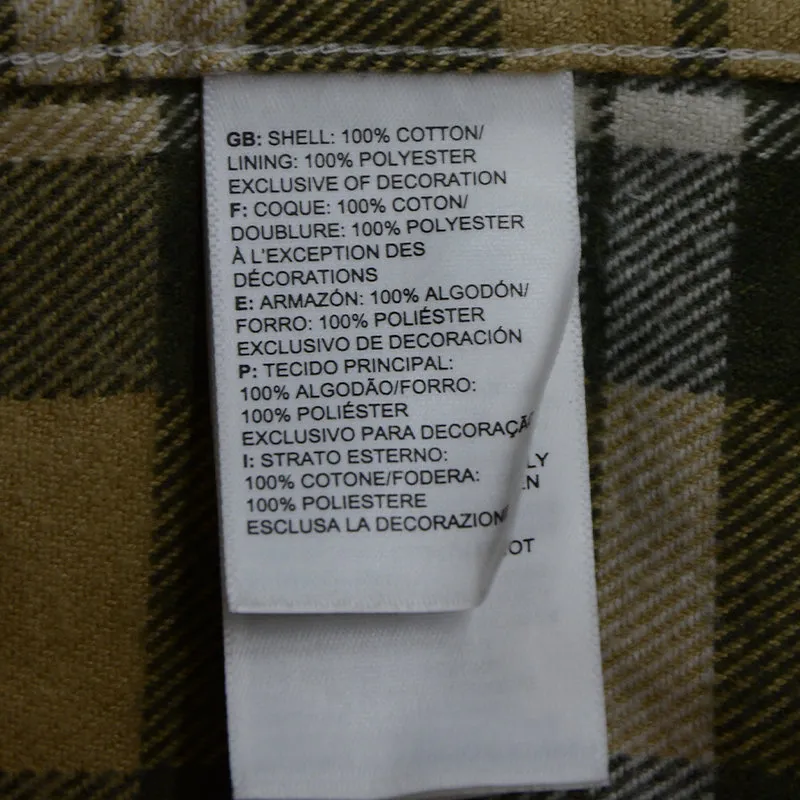 GB: SHELL: 100% COTTON/
LINING: 100% POLYESTER
EXCLUSIVE OF DECORATION
F: COQUE: 100% COTON/
DOUBLURE: 100% POLYESTER
À L'EXCEPTION DES
DÉCORATIONS
E: ARMAZÓN: 100% ALGODÓN/
FORRO: 100% POLIÉSTER
EXCLUSIVO DE DECORACIÓN
P: TECIDO PRINCIPAL:
100% ALGODÃO/FORRO:
100% POLIÉSTER
EXCLUSIVO PARA
I: STRATO ESTERNO:
100% COTONE/FODERA:
100% POLIESTERE
ESCLUSA LA